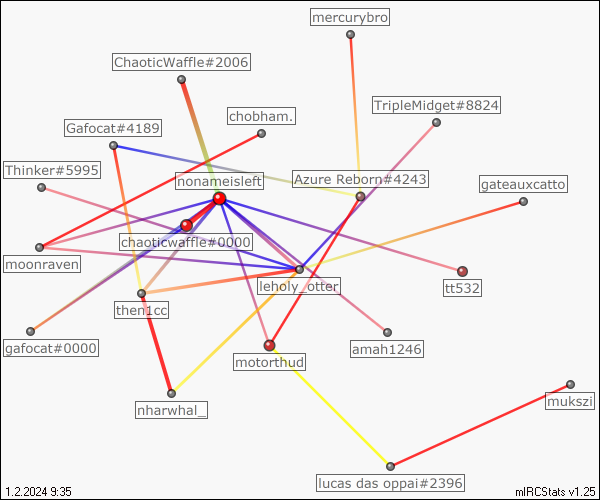 mercurybro
ChaoticWaffle#2006
TripleMidget#8824
chobham.
Gafocat#4189
Thinker#5995
nonameisleft
Azure Reborn#4243
gateauxcatto
chaoticwaffle#0000
moonraven
leholy_otter
tt532
then1cc
gafocat#0000
amah1246
motorthud
mukszi
nharwhal_
lucas das oppai#2396
1.2.2024 9:35
mIRCStats v1.25